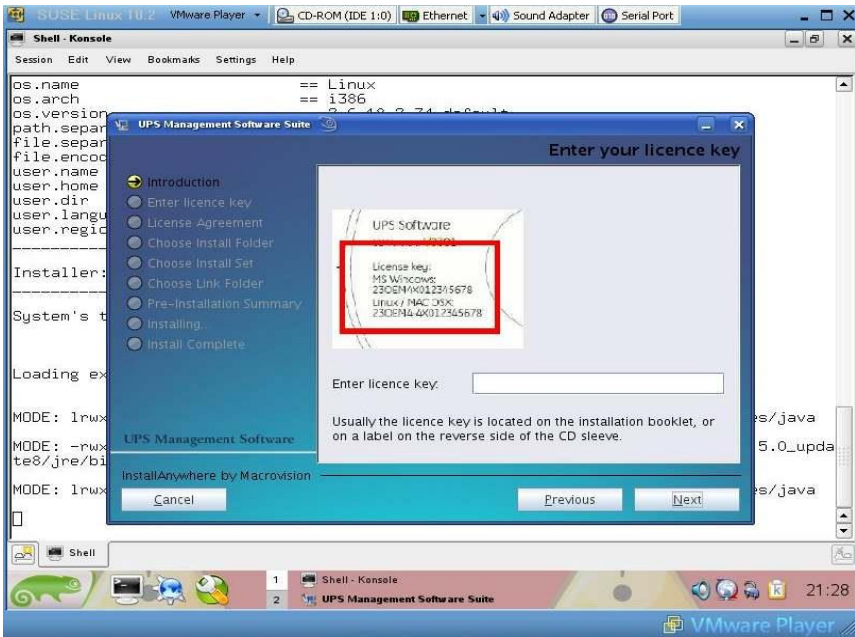 SUSE Linux 10.2 VMware Player CD-ROM (IDE 1:0) Ethernet Sound Adapter Serial Port
Shell - Konsole
Session Edit View Bookmarks Settings Help
os.name == Linux
os.arch == i386
os.version
path.separ
file.separ
file.encod
user.name
user.home
user.dir
user.langu
user.regio
Installer:
System's t
Loading ex
MODE: lrwx es/java
MODE: -rwx 5.0_upda
te8/jre/bi
MODE: lrwx es/java
UPS Management Software Suite
Enter your licence key
Introduction
Enter licence key
License Agreement
Choose Install Folder
Choose Install Set
Choose Link Folder
Pre-Installation Summary
Installing...
Install Complete
UPS Software
License key:
MS Windows:
230EM4X012345678
Linux / MAC OSX:
230EM4-4X012345678
Enter licence key:
Usually the licence key is located on the installation booklet, or
on a label on the reverse side of the CD sleeve.
UPS Management Software
InstallAnywhere by Macrovision
Cancel Previous Next
Shell
1 Shell - Konsole
2 UPS Management Software Suite
21:28
VMware Player